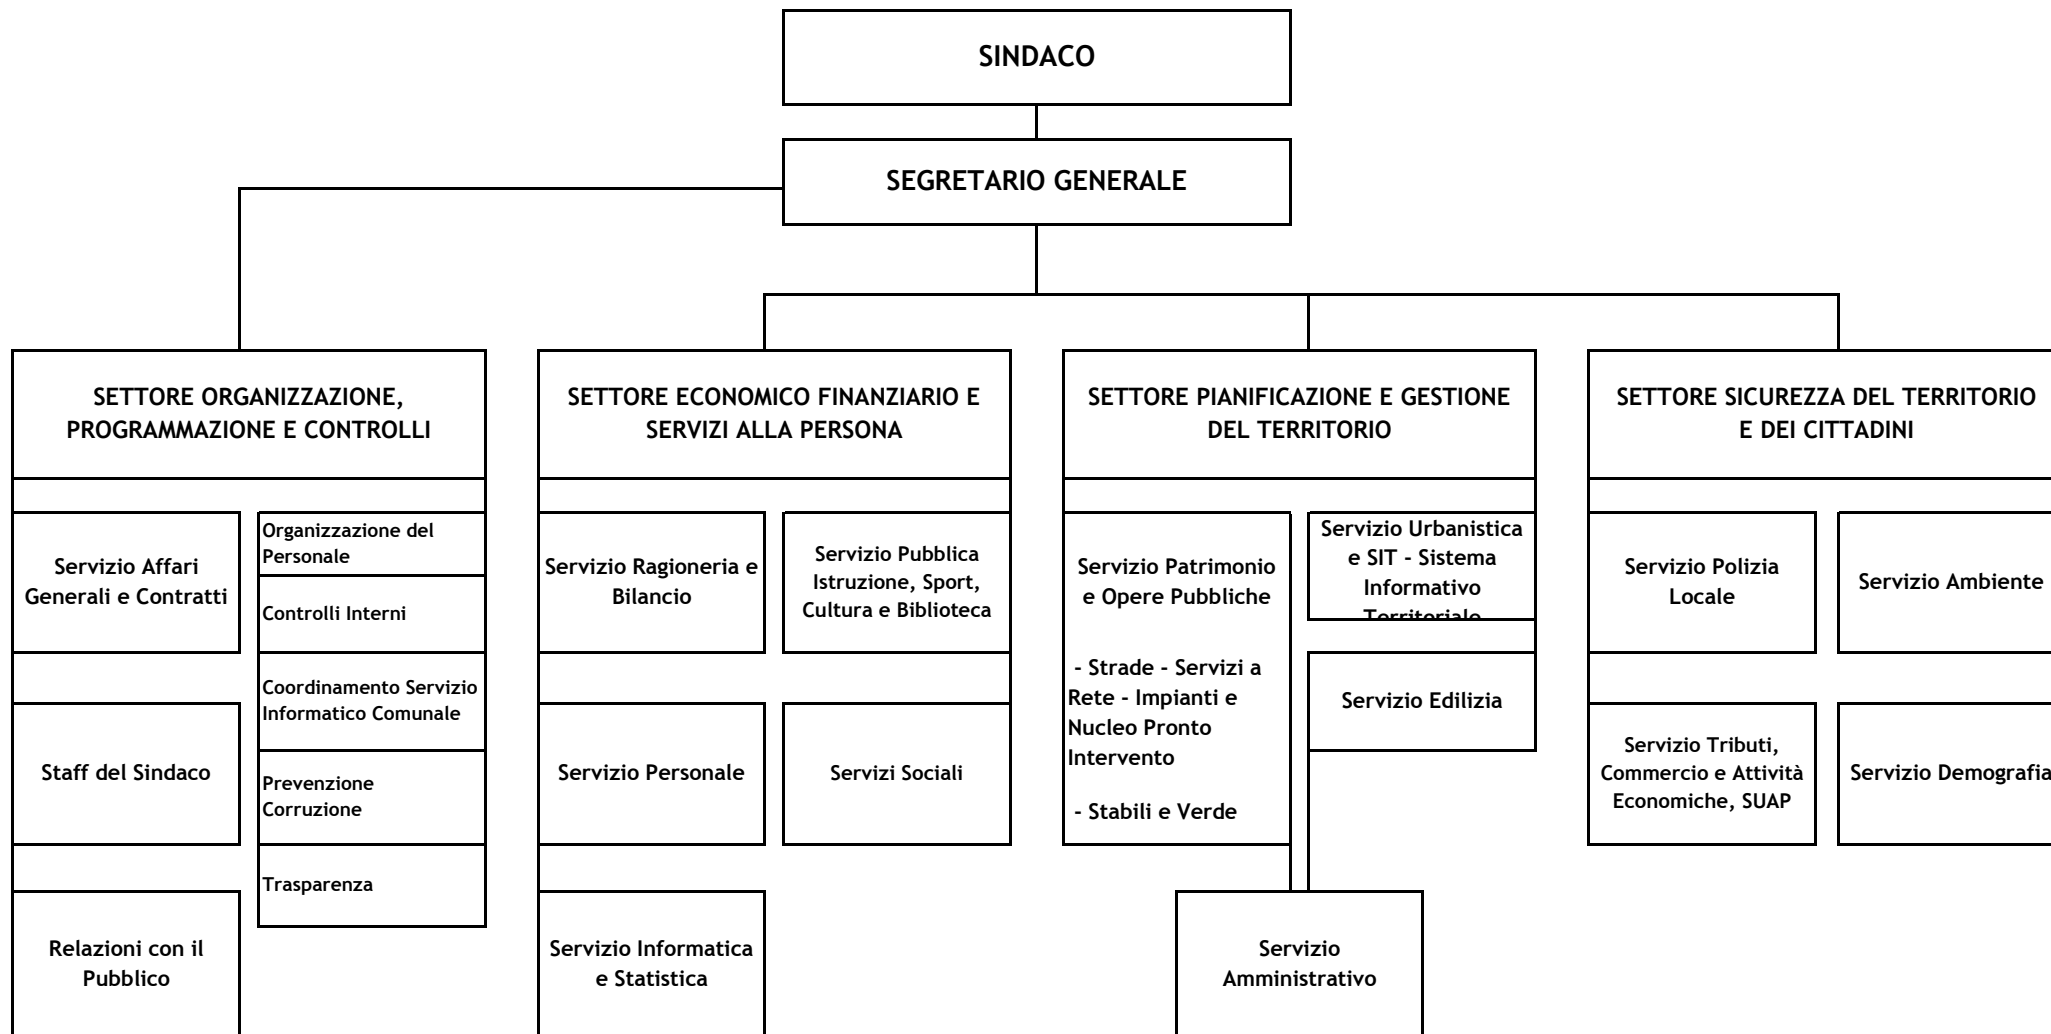 SINDACO
SEGRETARIO GENERALE
SETTORE ORGANIZZAZIONE,
PROGRAMMAZIONE E CONTROLLI
Servizio Affari
Generali e Contratti
Staff del Sindaco
Relazioni con il
Pubblico
Organizzazione del
Personale
Controlli Interni
Coordinamento Servizio
Informatico Comunale
Prevenzione
Corruzione
Trasparenza
SETTORE ECONOMICO FINANZIARIO E
SERVIZI ALLA PERSONA
Servizio Ragioneria e
Bilancio
Servizio Personale
Servizio Informatica
e Statistica
Servizio Pubblica
Istruzione, Sport,
Cultura e Biblioteca
Servizi Sociali
SETTORE PIANIFICAZIONE E GESTIONE
DEL TERRITORIO
Servizio Patrimonio
e Opere Pubbliche
- Strade - Servizi a
Rete - Impianti e
Nucleo Pronto
Intervento
- Stabili e Verde
Servizio Urbanistica
e SIT - Sistema
Informativo
Territoriale
Servizio Edilizia
Servizio
Amministrativo
SETTORE SICUREZZA DEL TERRITORIO
E DEI CITTADINI
Servizio Polizia
Locale
Servizio Tributi,
Commercio e Attività
Economiche, SUAP
Servizio Ambiente
Servizio Demografia